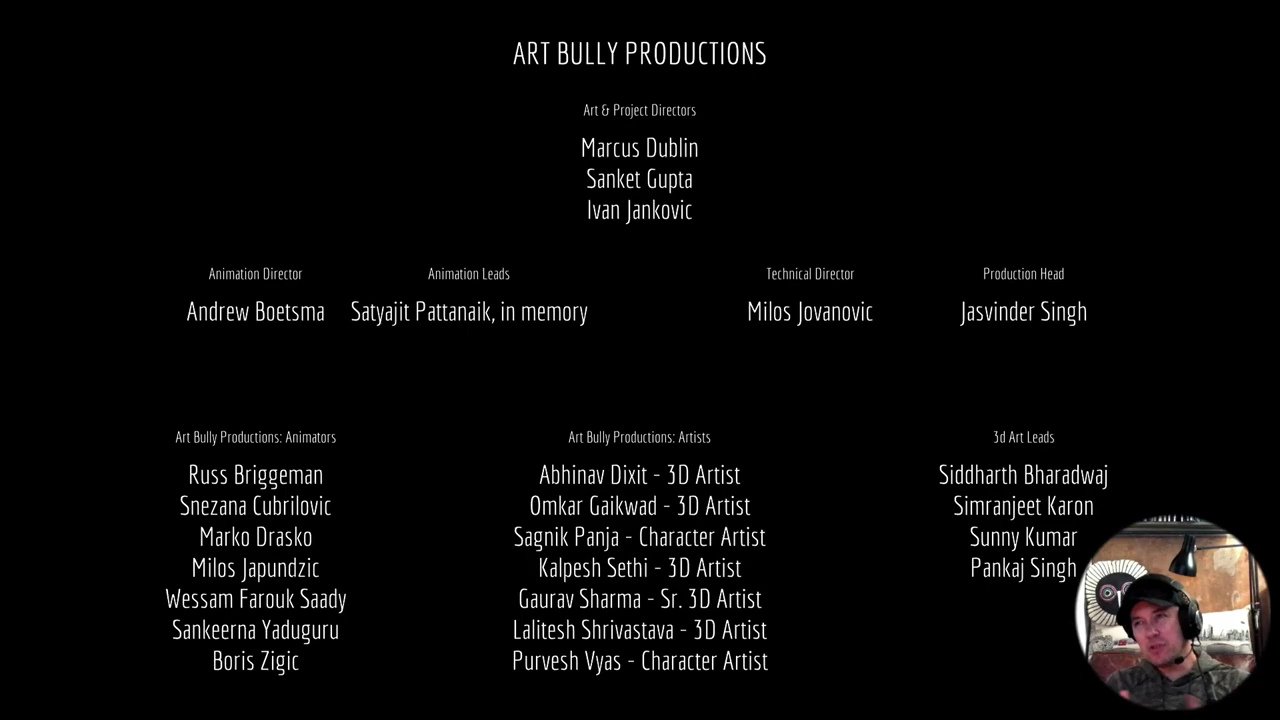 ART BULLY PRODUCTIONS
Art & Project Directors
Marcus Dublin
Sanket Gupta
Ivan Jankovic
Animation Director
Andrew Boetsma
Animation Leads
Satyajit Pattanaik, in memory
Technical Director
Milos Jovanovic
Production Head
Jasvinder Singh
Art Bully Productions: Animators
Russ Briggeman
Snezana Cubrilovic
Marko Drasko
Milos Japundzic
Wessam Farouk Saady
Sankeerna Yaduguru
Boris Zigic
Art Bully Productions: Artists
Abhinav Dixit - 3D Artist
Omkar Gaikwad - 3D Artist
Sagnik Panja - Character Artist
Kalpesh Sethi - 3D Artist
Gaurav Sharma - Sr. 3D Artist
Lalitesh Shrivastava - 3D Artist
Purvesh Vyas - Character Artist
3d Art Leads
Siddharth Bharadwaj
Simranjeet Karon
Sunny Kumar
Pankaj Singh